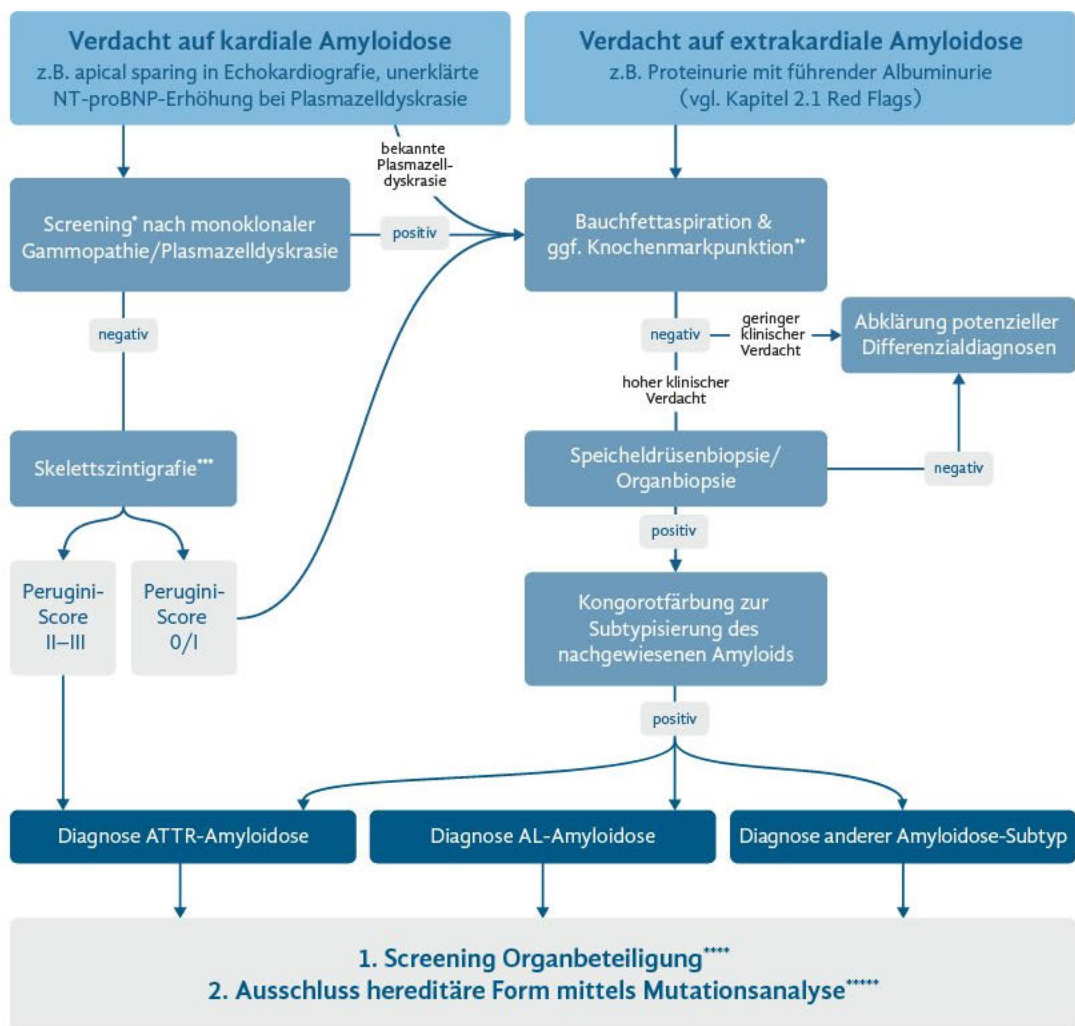 Verdacht auf kardiale Amyloidose
z.B. apical sparing in Echokardiografie, unerklärte
NT-proBNP-Erhöhung bei Plasmazelldyskrasie
Verdacht auf extrakardiale Amyloidose
z.B. Proteinurie mit führender Albuminurie
(vgl. Kapitel 2.1 Red Flags)
bekannte
Plasmazell-
dyskrasie
Screening* nach monoklonaler
Gammopathie/Plasmazelldyskrasie
positiv
Bauchfettaspiration &
ggf. Knochenmarkpunktion**
negativ
negativ
geringer
klinischer
Verdacht
Abklärung potenzieller
Differenzialdiagnosen
hoher klinischer
Verdacht
Skelettszintigrafie***
Speicheldrüsenbiopsie/
Organbiopsie
negativ
positiv
Perugini-
Score
II–III
Perugini-
Score
0/I
Kongorotfärbung zur
Subtypisierung des
nachgewiesenen Amyloids
positiv
Diagnose ATTR-Amyloidose
Diagnose AL-Amyloidose
Diagnose anderer Amyloidose-Subtyp
1. Screening Organbeteiligung****
2. Ausschluss hereditäre Form mittels Mutationsanalyse*****